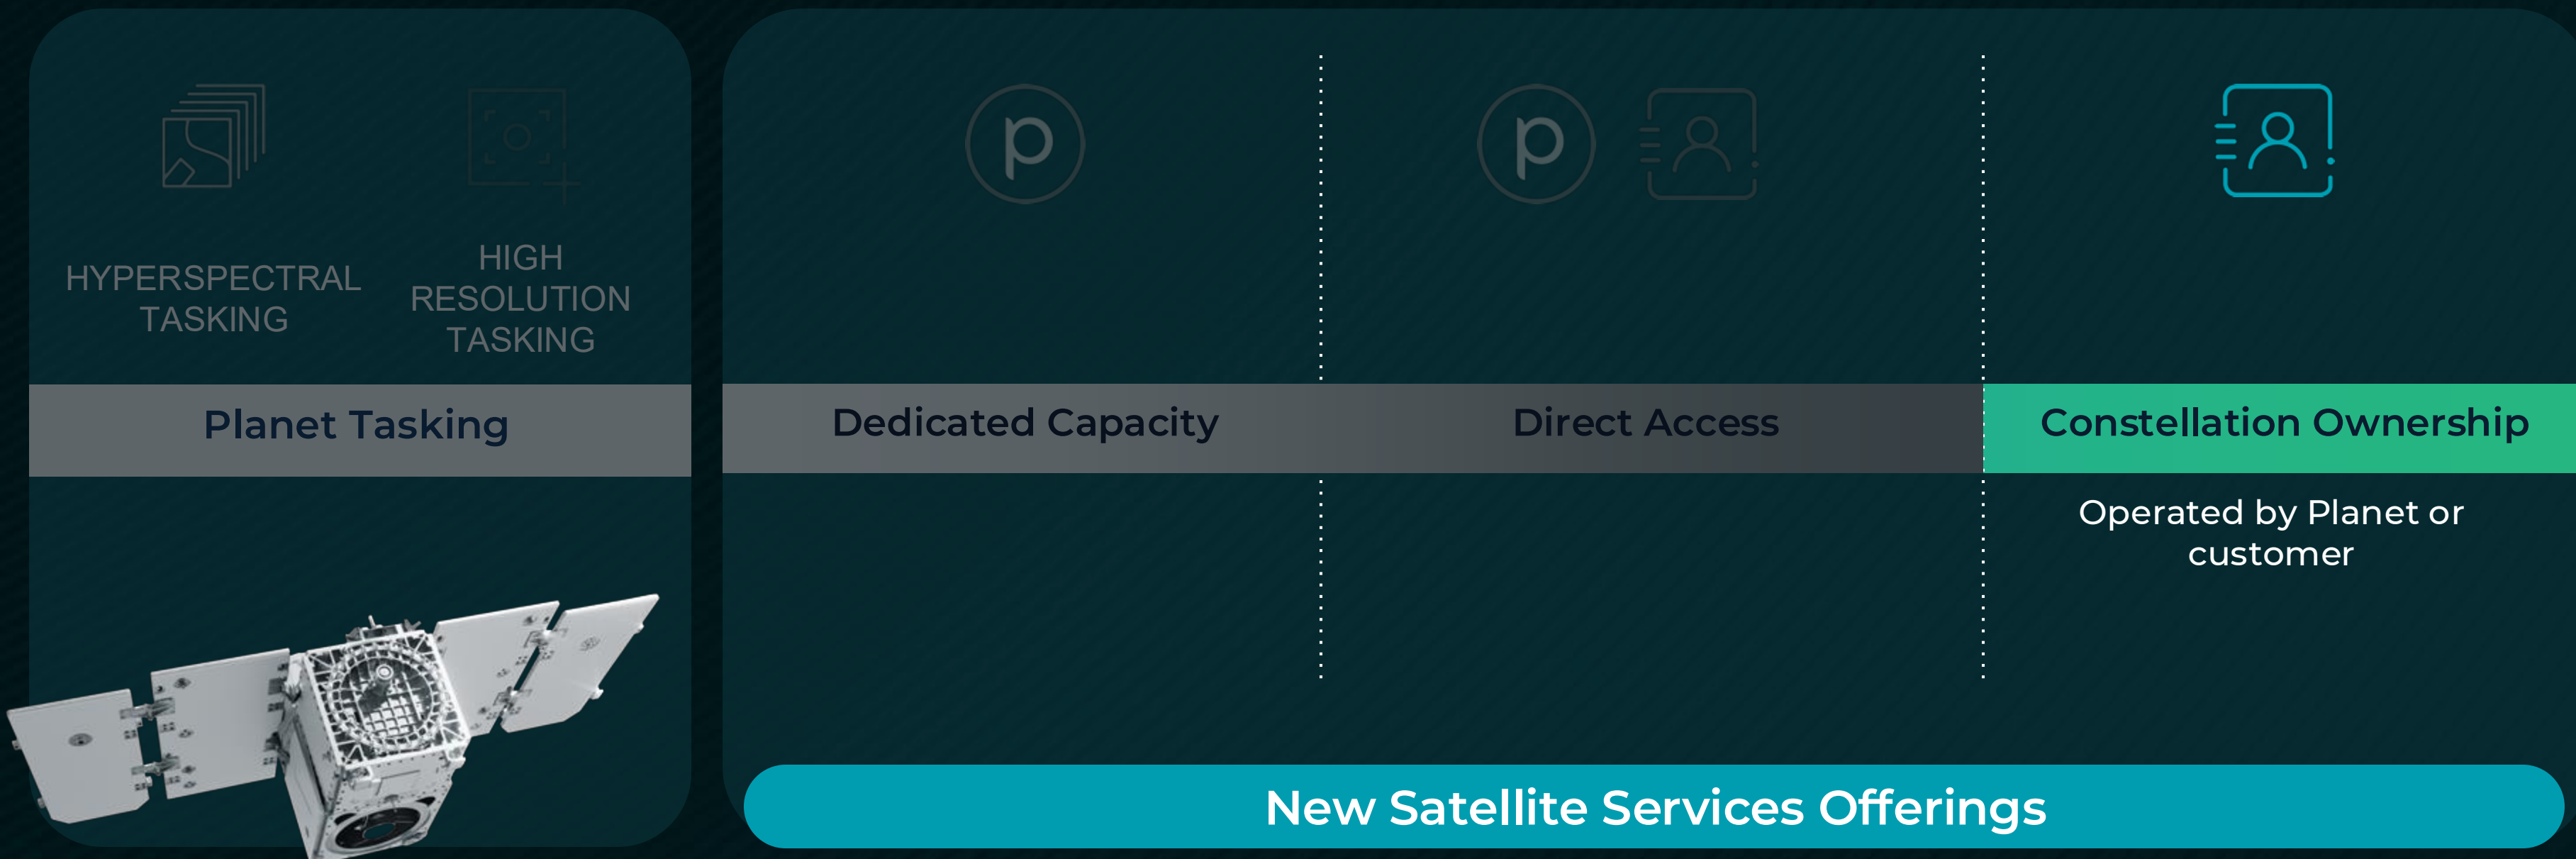 HYPERSPECTRAL
TASKING
HIGH
RESOLUTION
TASKING
p
p
Planet Tasking
Dedicated Capacity
Direct Access
Constellation Ownership
Operated by Planet or
customer
New Satellite Services Offerings